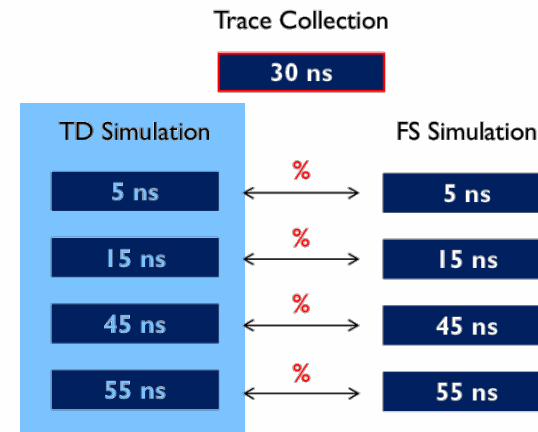 Trace Collection
30 ns
TD Simulation
FS Simulation
%
5 ns
5 ns
%
15 ns
15 ns
%
45 ns
45 ns
%
55 ns
55 ns